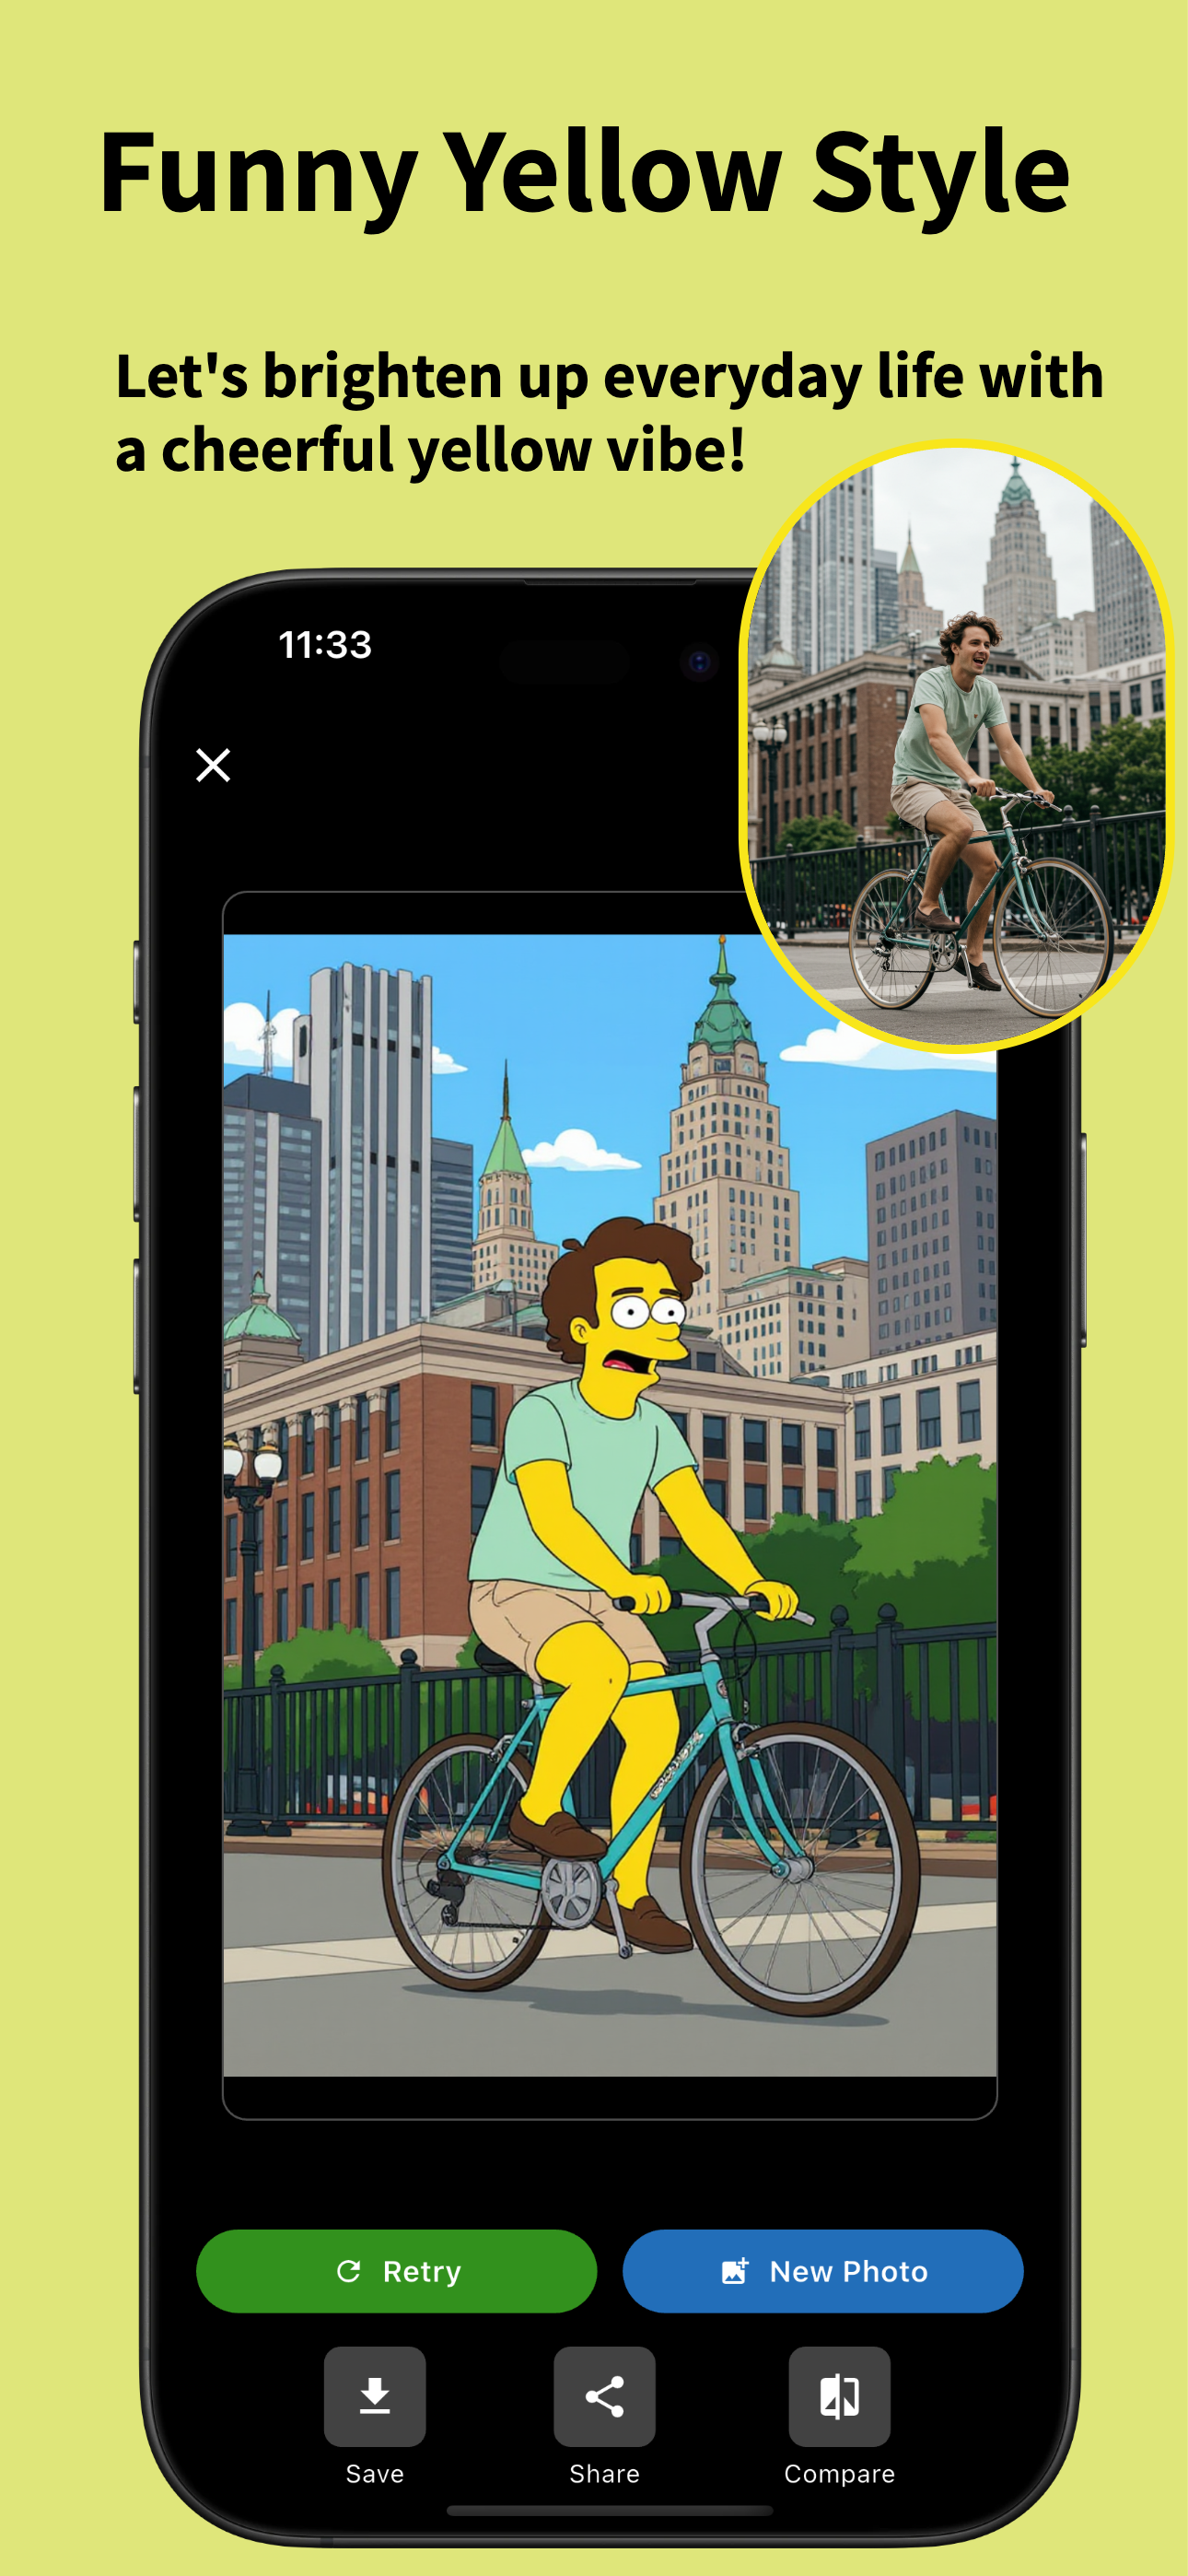 Funny Yellow Style
Let's brighten up everyday life with
a cheerful yellow vibe!
11:33
Retry
New Photo
Save
Share
Compare